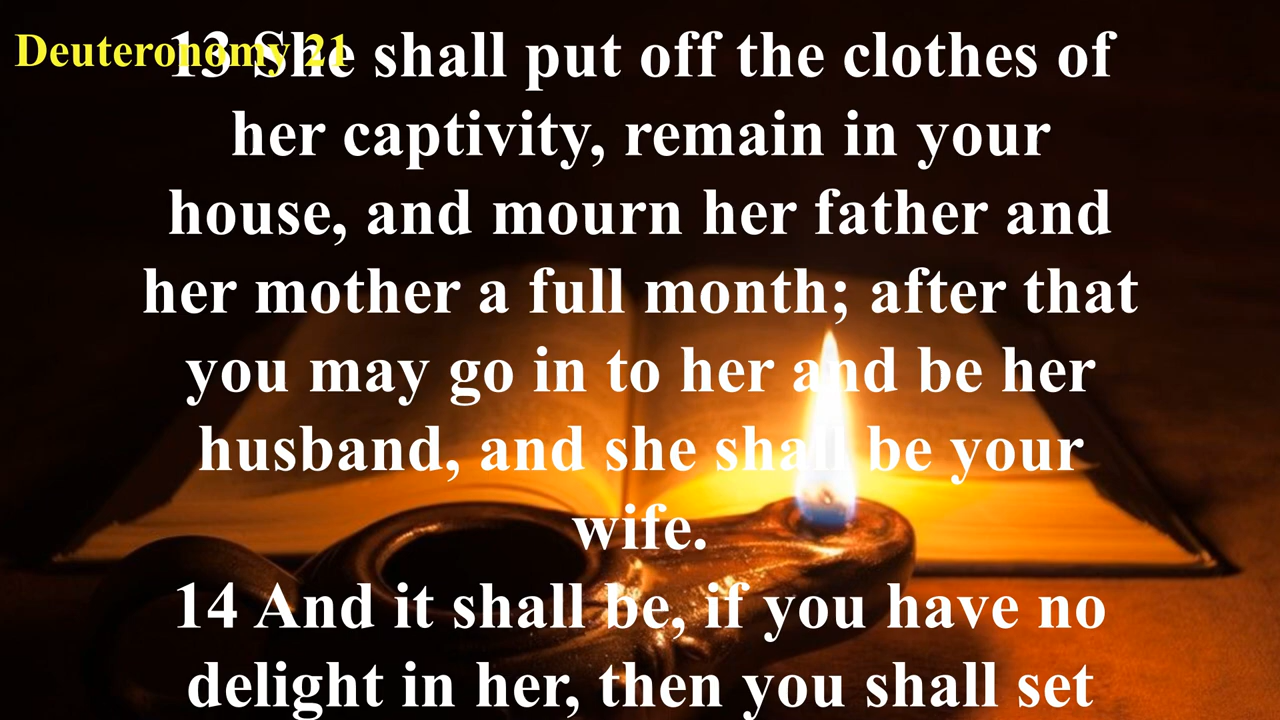 Deuteronomy 21
13 She shall put off the clothes of
her captivity, remain in your
house, and mourn her father and
her mother a full month; after that
you may go in to her and be her
husband, and she shall be your
wife.
14 And it shall be, if you have no
delight in her, then you shall set